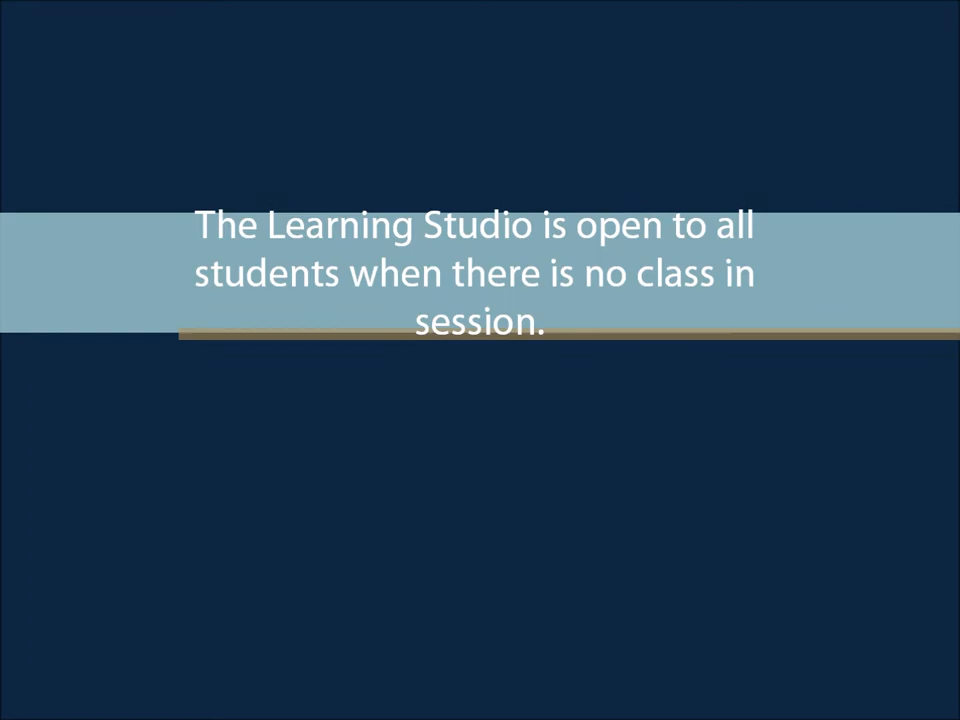 The Learning Studio is open to all
students when there is no class in
session.